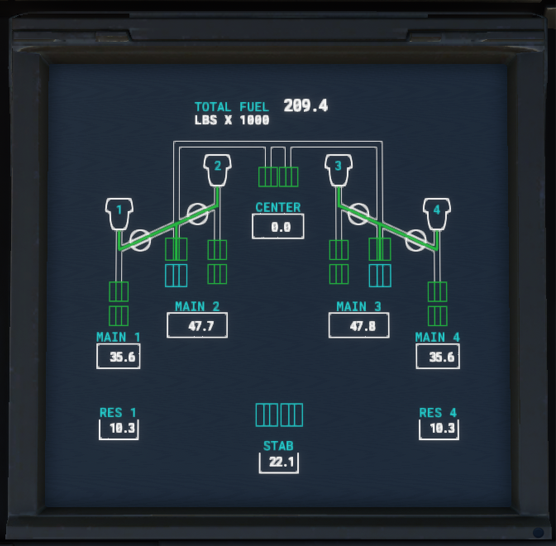 TOTAL FUEL 209.4
LBS X 1000
2 3
1 4
CENTER
0.0
MAIN 2 MAIN 3
47.7 47.8
MAIN 1 MAIN 4
35.6 35.6
RES 1 RES 4
10.3 10.3
STAB
22.1